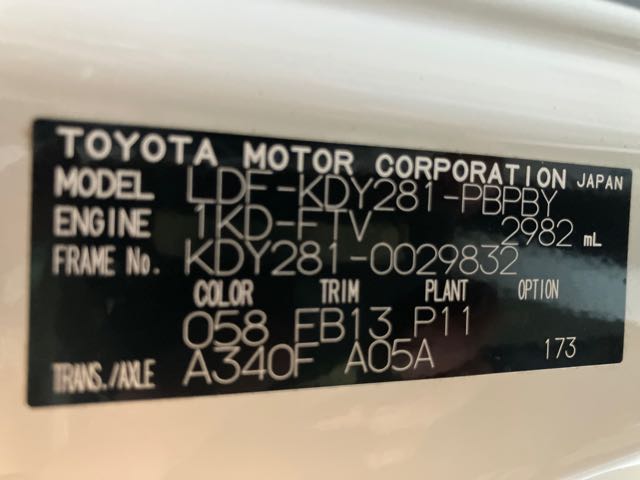 TOYOTA MOTOR CORPORATION JAPAN
MODEL LDF-KDY281-PBPBY
ENGINE 1KD-FTV 2982 mL
FRAME No. KDY281-0029832
COLOR TRIM PLANT OPTION
058 FB13 P11
TRANS./AXLE A340F A05A 173